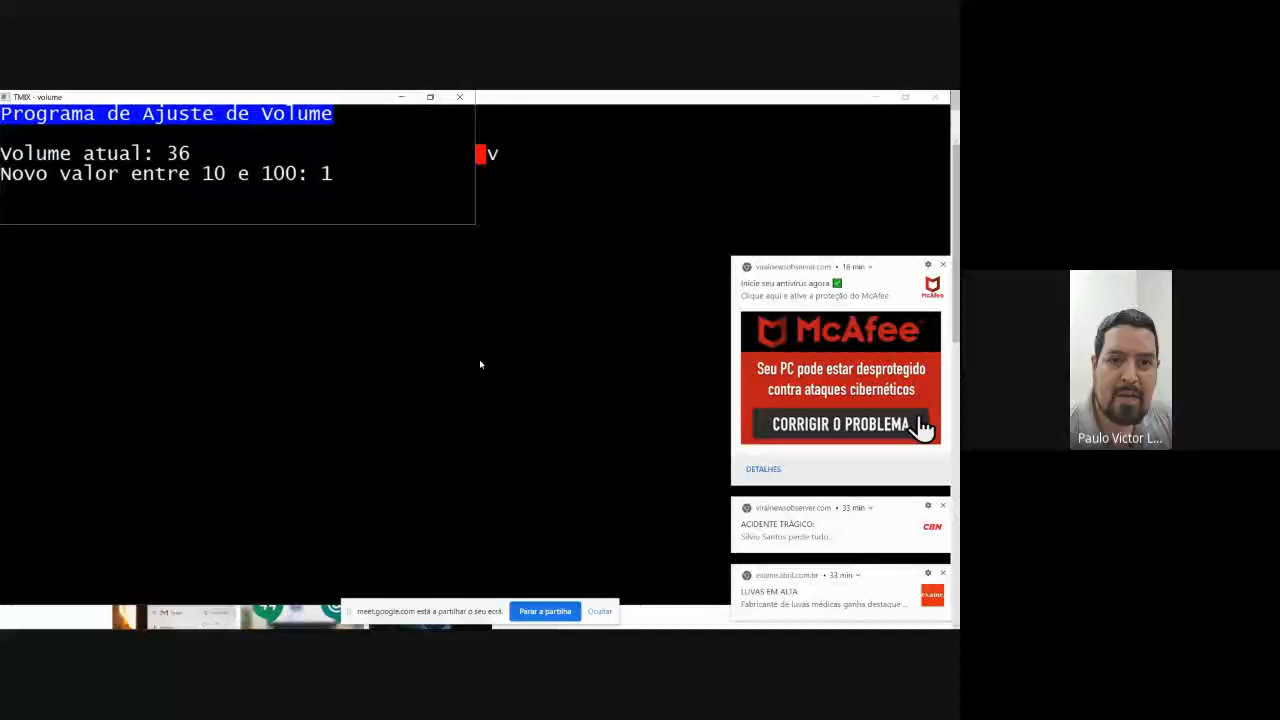 TMIX - volume
Programa de Ajuste de Volume
Volume atual: 36
Novo valor entre 10 e 100: 1
v
viralnewsobserver.com • 16 min
Inicie seu antivírus agora ✅
Clique aqui e ative a proteção do McAfee
McAfee
McAfee™
Seu PC pode estar desprotegido
contra ataques cibernéticos
CORRIGIR O PROBLEMA
DETALHES
viralnewsobserver.com • 33 min
ACIDENTE TRÁGICO:
Silvio Santos perde tudo.
CBN
exame.abril.com.br • 33 min
LUVAS EM ALTA
Fabricante de luvas médicas ganha destaque ...
exame.
meet.google.com está a partilhar o seu ecrã.
Parar a partilha
Ocultar
Paulo Victor L...